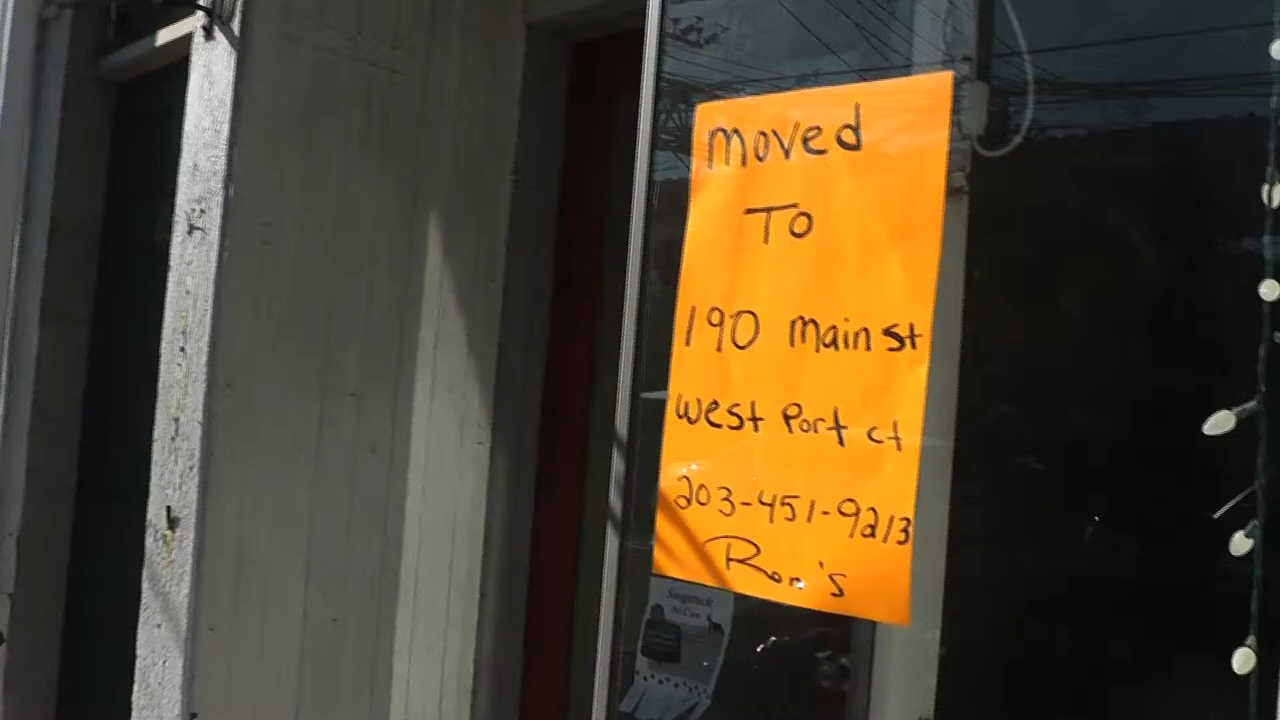 moved
To
190 Main st
west Port ct
203-451-9213
Ron's